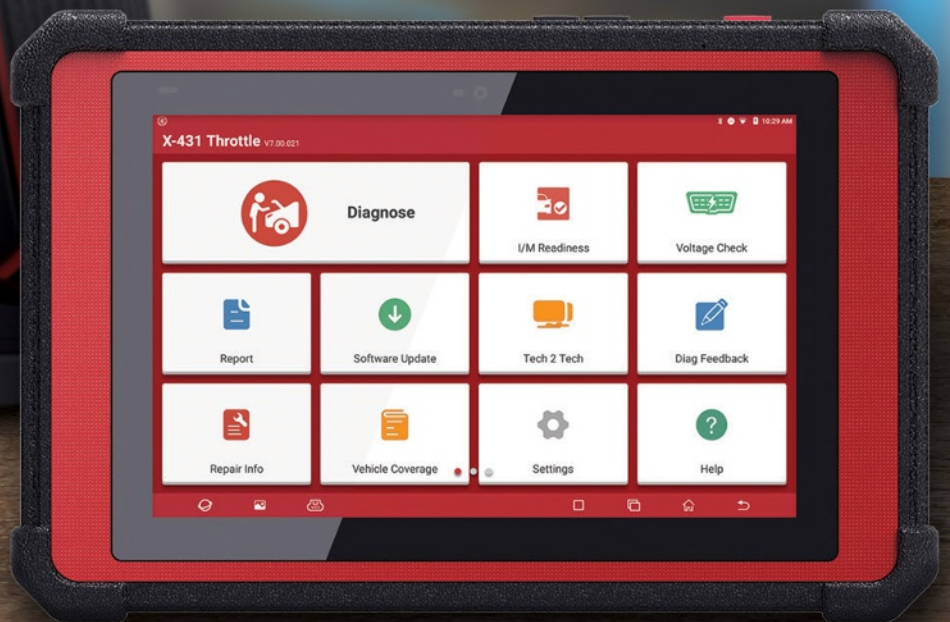 10:29 AM
X-431 Throttle V7.00.021
Diagnose
I/M Readiness
Voltage Check
Report
Software Update
Tech 2 Tech
Diag Feedback
Repair Info
Vehicle Coverage
Settings
Help
?